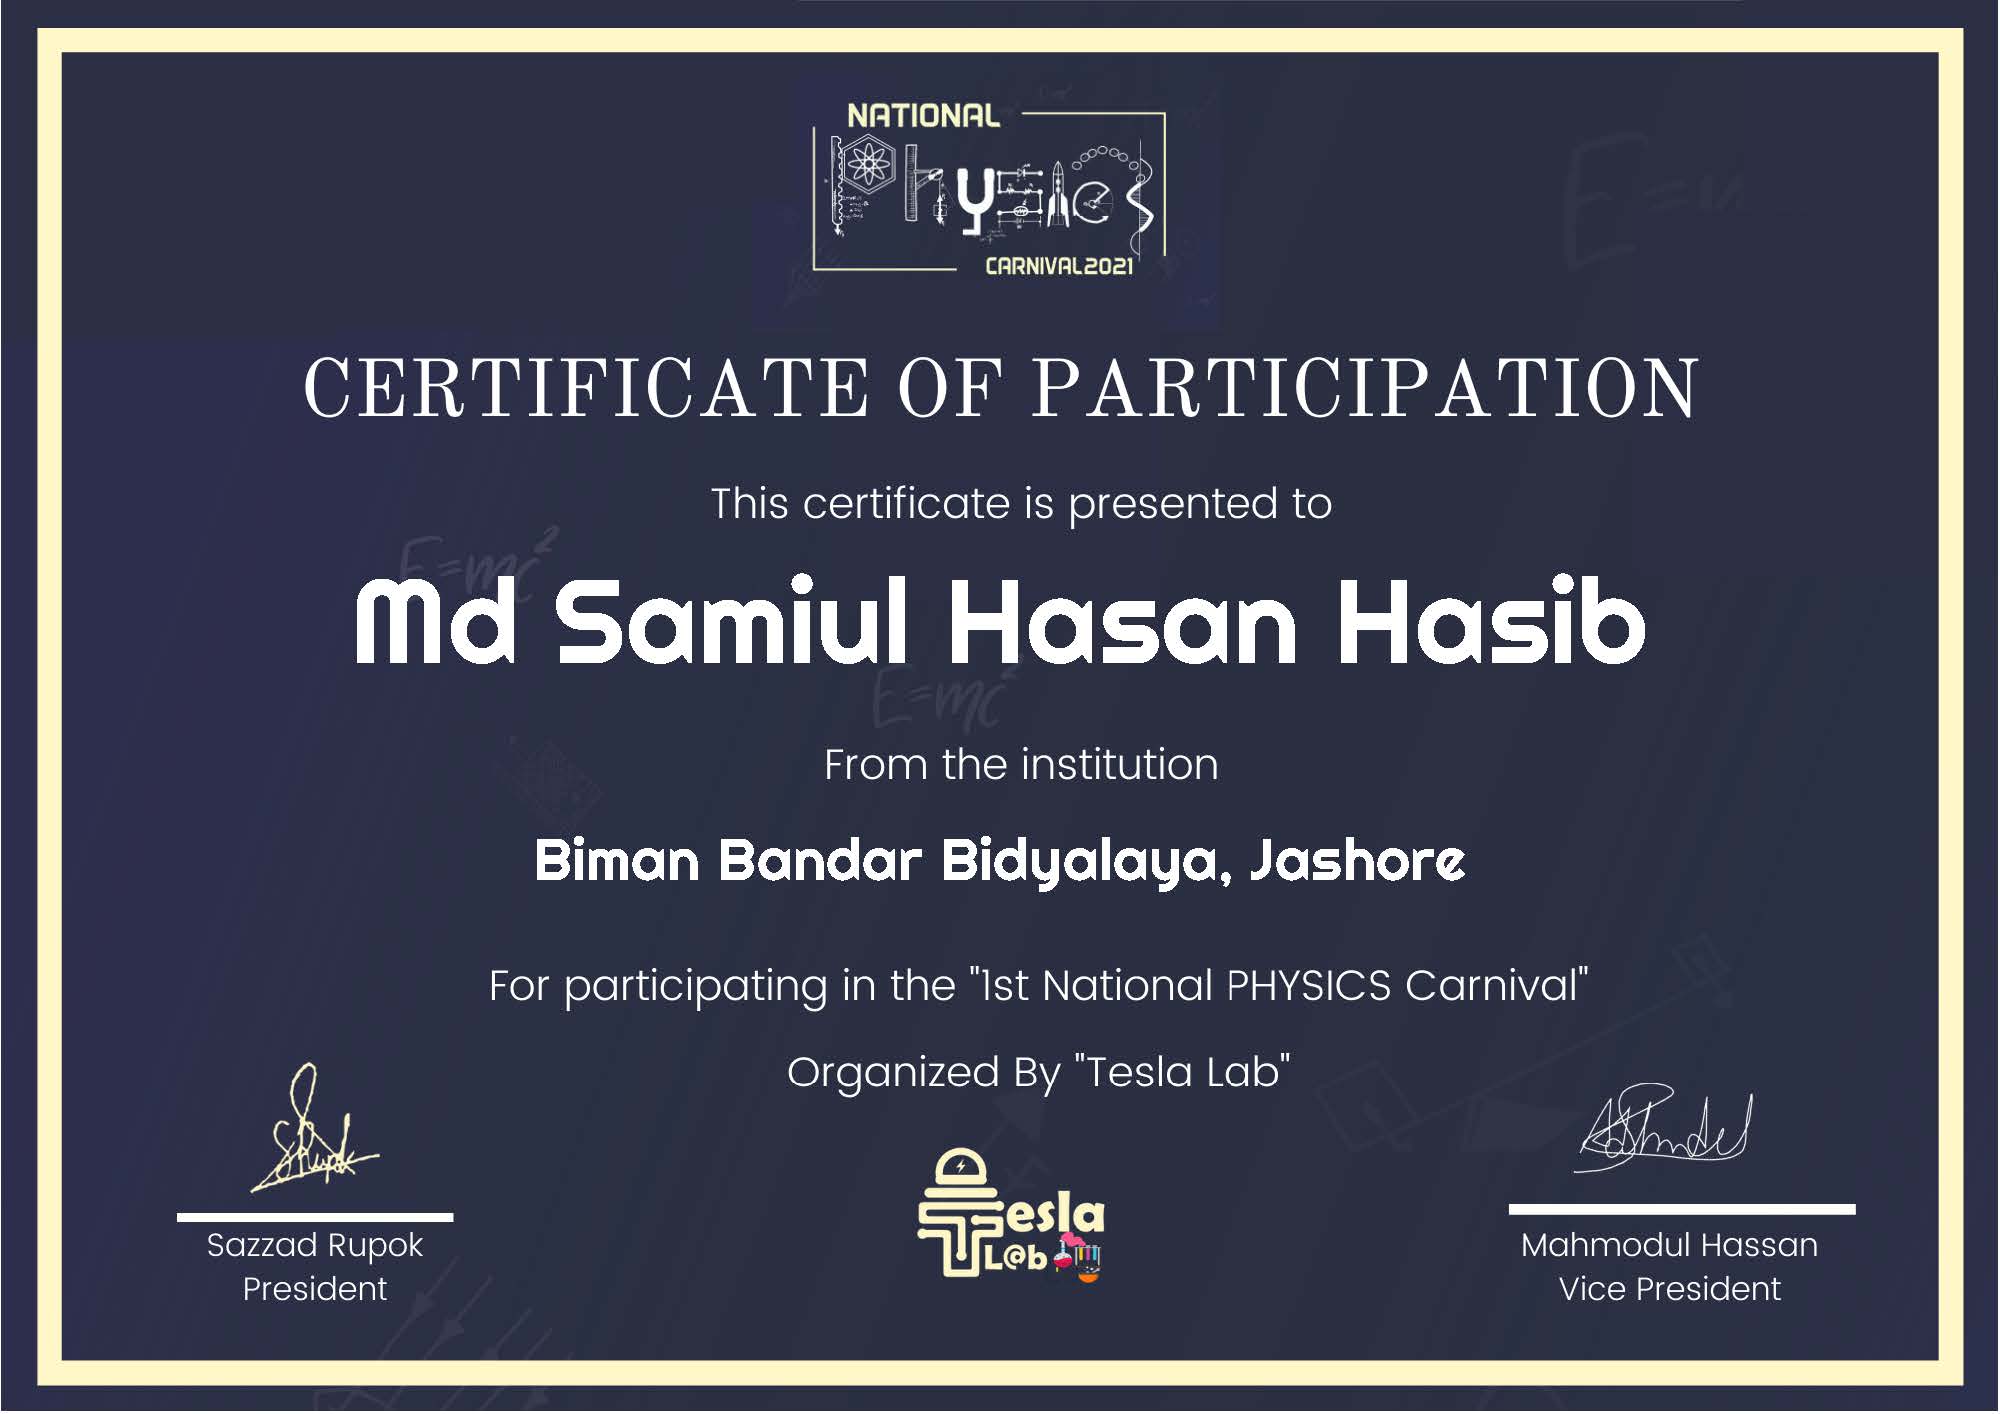 NATIONAL
Physics
CARNIVAL2021
CERTIFICATE OF PARTICIPATION
This certificate is presented to
E=mc²
Md Samiul Hasan Hasib
E=mc²
From the institution
Biman Bandar Bidyalaya, Jashore
For participating in the "1st National PHYSICS Carnival"
Organized By "Tesla Lab"
Tesla
L@b
Sazzad Rupok
President
Mahmodul Hassan
Vice President